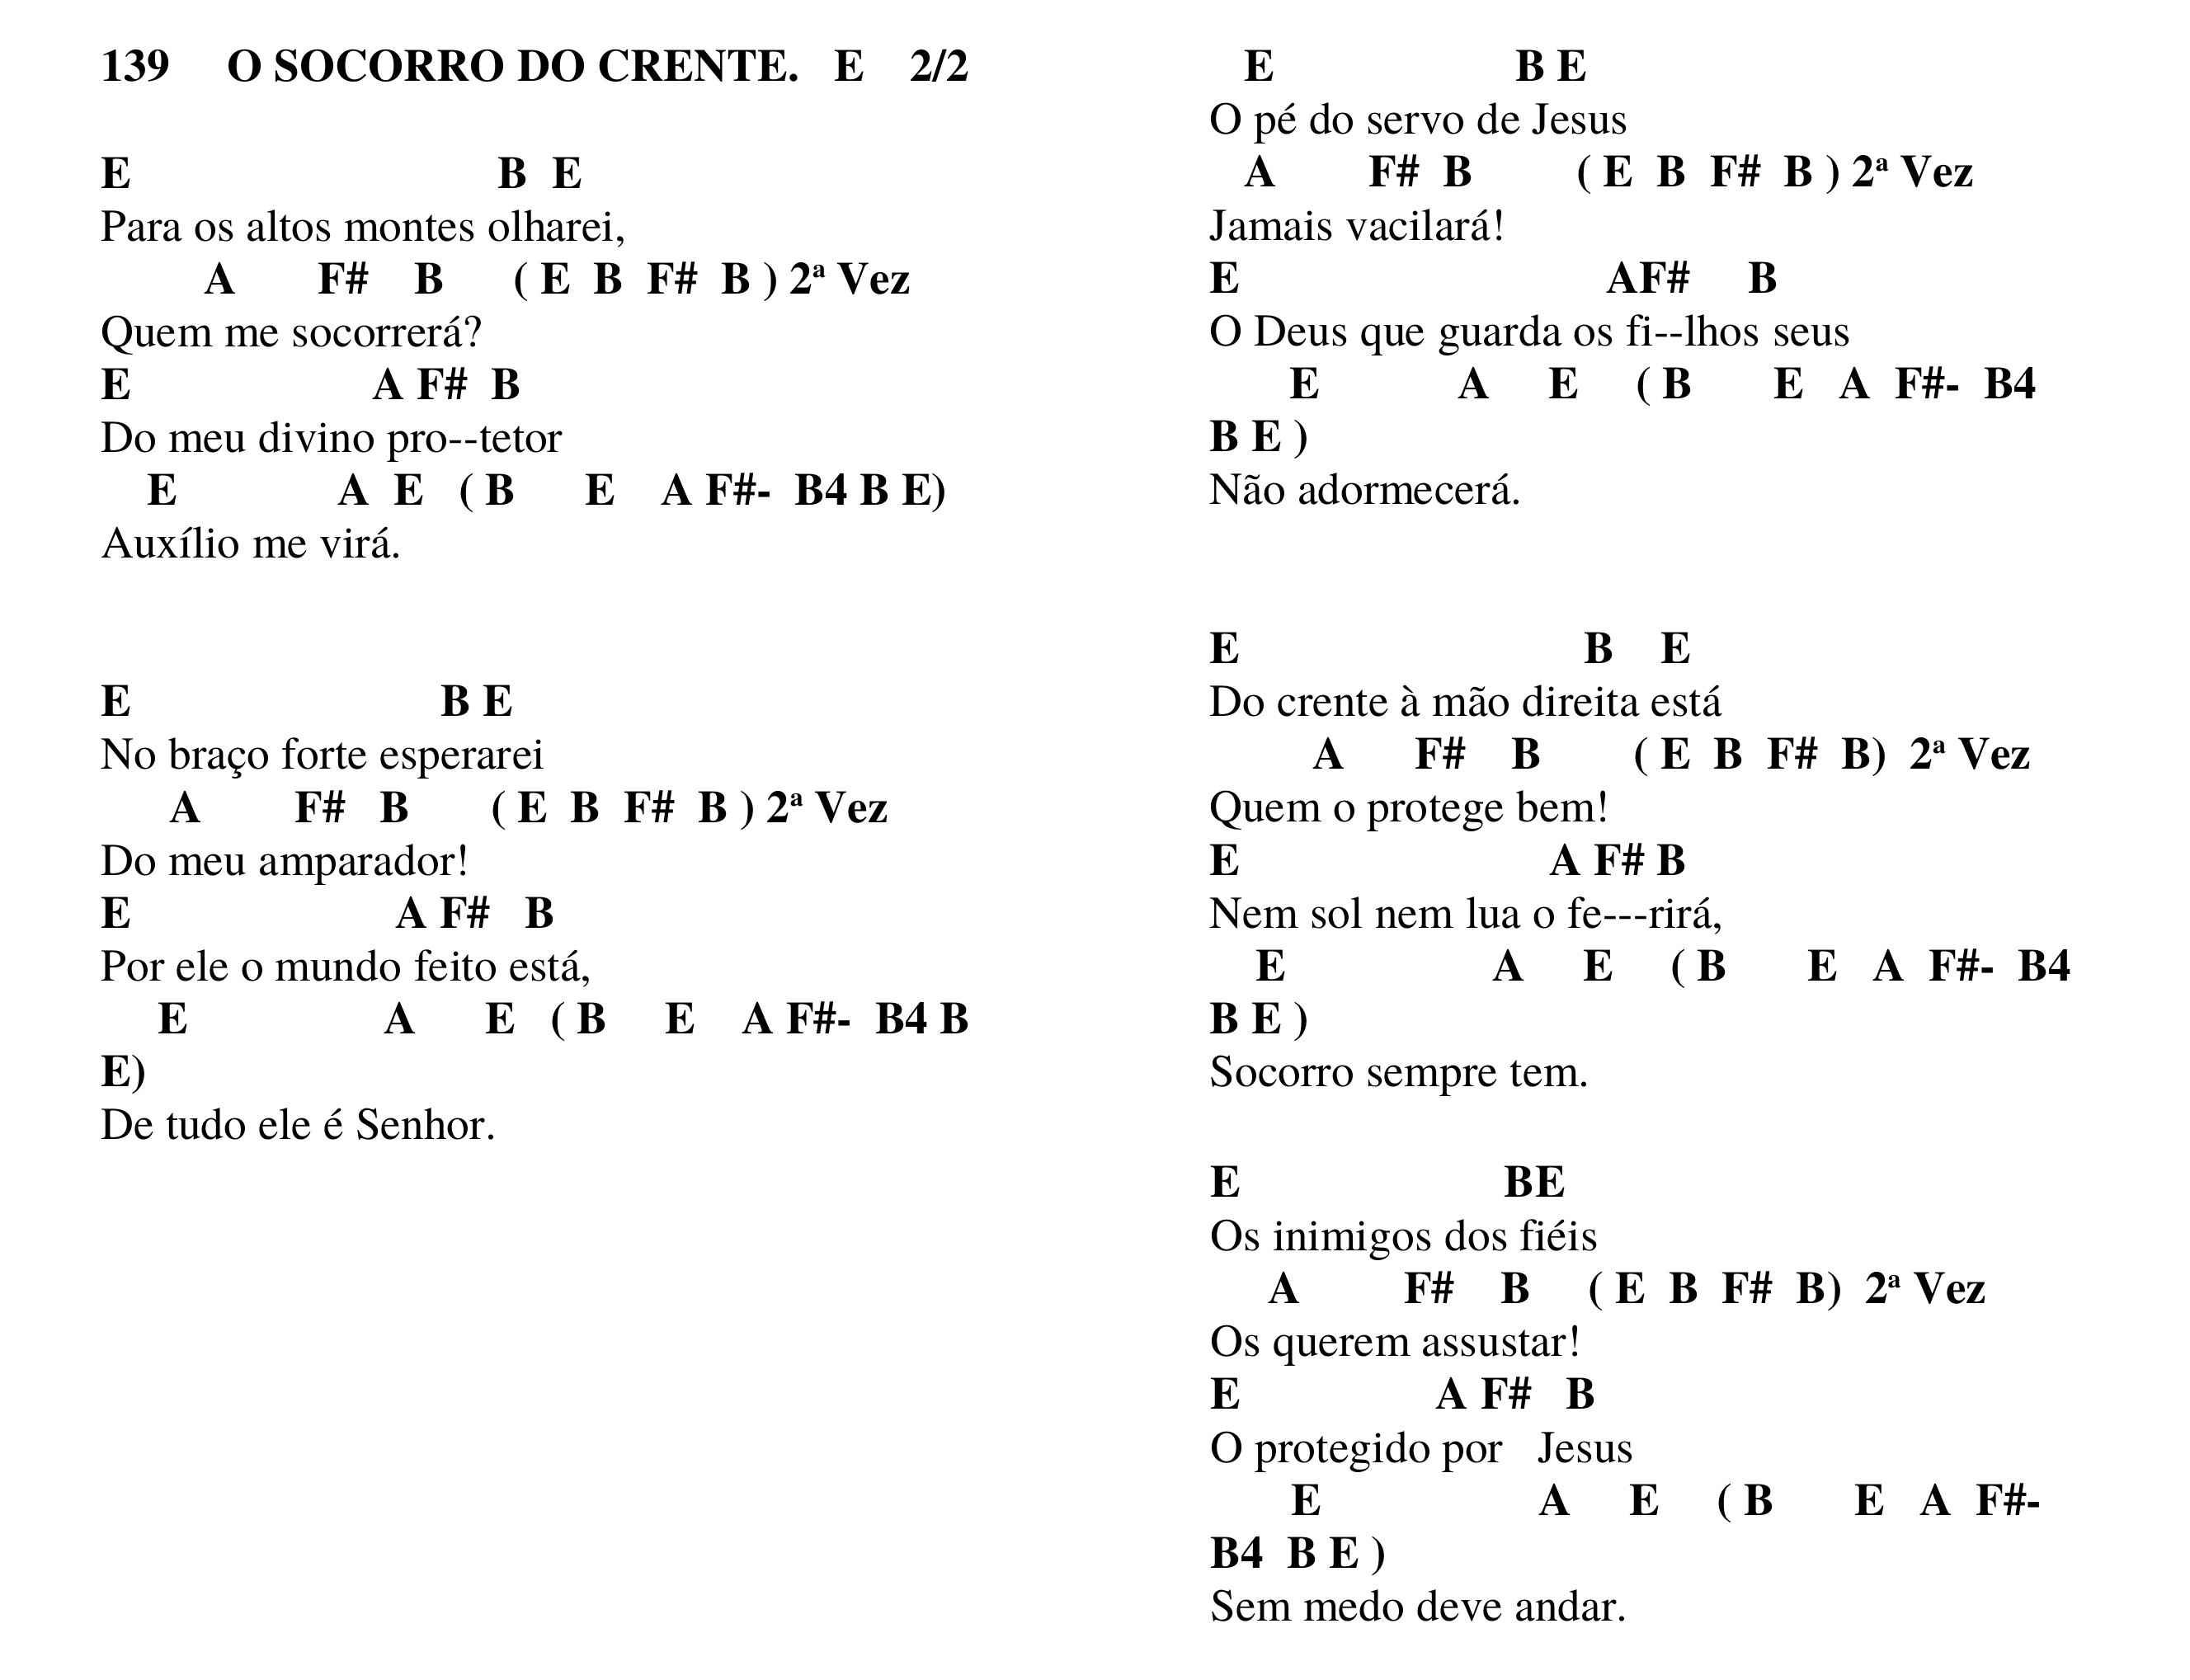 139     O SOCORRO DO CRENTE.   E    2/2
E                                B  E
Para os altos montes olharei,
         A       F#    B      ( E  B  F#  B ) 2ª Vez
Quem me socorrerá?
E                     A F#  B
Do meu divino pro--tetor
    E              A  E   ( B      E    A F#-  B4 B E)
Auxílio me virá.
E                           B E
No braço forte esperarei
      A        F#   B       ( E  B  F#  B ) 2ª Vez
Do meu amparador!
E                       A F#   B
Por ele o mundo feito está,
     E                 A      E   ( B     E    A F#-  B4 B
E)
De tudo ele é Senhor.
   E                     B E
O pé do servo de Jesus
   A        F#  B         ( E  B  F#  B ) 2ª Vez
Jamais vacilará!
E                                AF#     B
O Deus que guarda os fi--lhos seus
       E            A     E     ( B       E   A  F#-  B4
B E )
Não adormecerá.
E                              B    E
Do crente à mão direita está
         A      F#    B        ( E  B  F#  B)  2ª Vez
Quem o protege bem!
E                           A F# B
Nem sol nem lua o fe---rirá,
    E                  A     E     ( B       E   A  F#-  B4
B E )
Socorro sempre tem.
E                       BE
Os inimigos dos fiéis
     A         F#    B     ( E  B  F#  B)  2ª Vez
Os querem assustar!
E                 A F#   B
O protegido por   Jesus
       E                   A     E     ( B       E   A  F#-
B4  B E )
Sem medo deve andar.